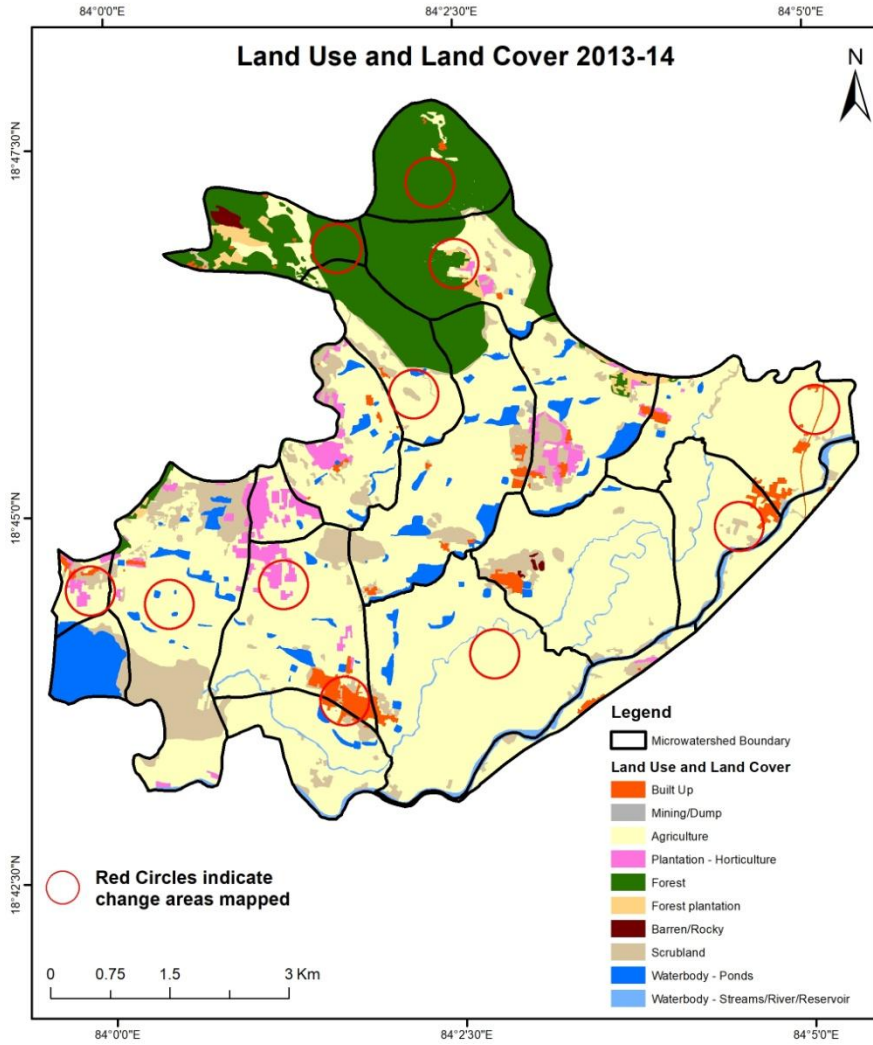 84°0'0"E
84°2'30"E
84°5'0"E
Land Use and Land Cover 2013-14
N
18°47'30"N
18°45'0"N
18°42'30"N
Legend
Microwatershed Boundary
Land Use and Land Cover
Built Up
Mining/Dump
Agriculture
Plantation - Horticulture
Forest
Forest plantation
Barren/Rocky
Scrubland
Waterbody - Ponds
Waterbody - Streams/River/Reservoir
Red Circles indicate
change areas mapped
0 0.75 1.5 3 Km
84°0'0"E
84°2'30"E
84°5'0"E